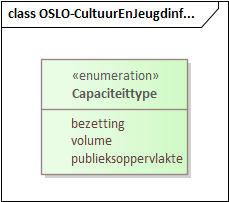 class OSLO-CultuurEnJeugdinf...
«enumeration»
Capaciteittype
bezetting
volume
publieksoppervlakte